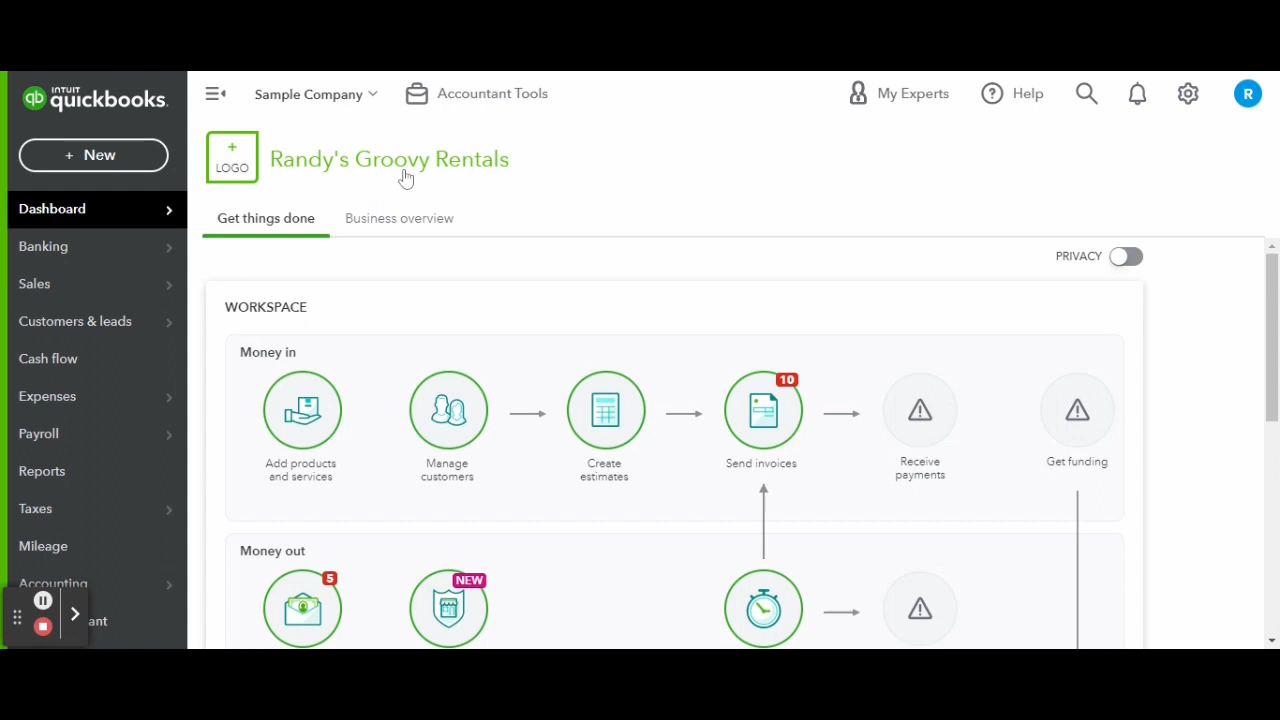 INTUIT
qb quickbooks.
Sample Company
Accountant Tools
My Experts
? Help
R
+ New
+
LOGO
Randy's Groovy Rentals
Dashboard
Banking
Sales
Customers & leads
Cash flow
Expenses
Payroll
Reports
Taxes
Mileage
Accounting
ant
Get things done
Business overview
PRIVACY
WORKSPACE
Money in
10
Add products
and services
Manage
customers
Create
estimates
Send invoices
Receive
payments
Get funding
Money out
5
NEW